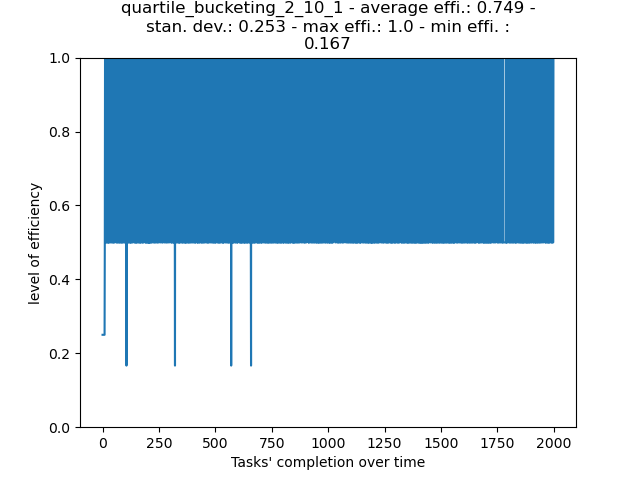 quartile_bucketing_2_10_1 - average effi.: 0.749 -
stan. dev.: 0.253 - max effi.: 1.0 - min effi. :
0.167
1.0
0.8
0.6
0.4
0.2
0.0
level of efficiency
0 250 500 750 1000 1250 1500 1750 2000
Tasks' completion over time